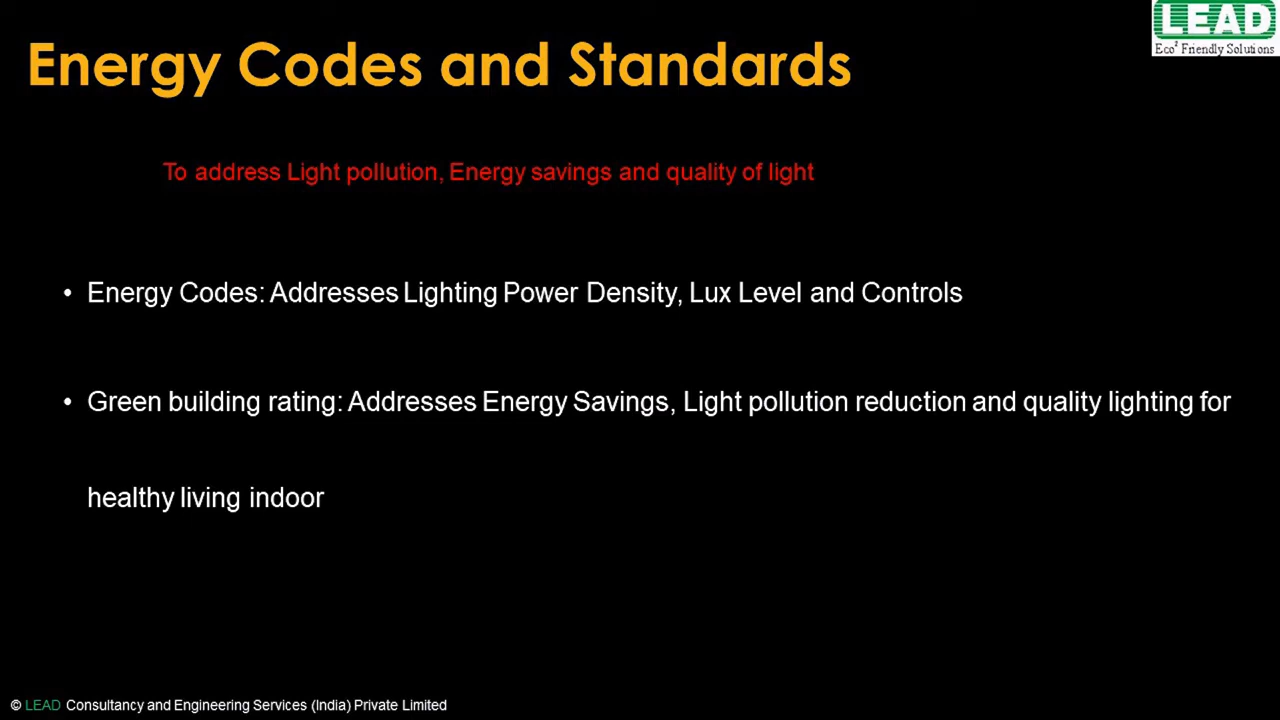 LEAD
Eco² Friendly Solutions
Energy Codes and Standards
To address Light pollution, Energy savings and quality of light
• Energy Codes: Addresses Lighting Power Density, Lux Level and Controls
• Green building rating: Addresses Energy Savings, Light pollution reduction and quality lighting for
healthy living indoor
© LEAD Consultancy and Engineering Services (India) Private Limited